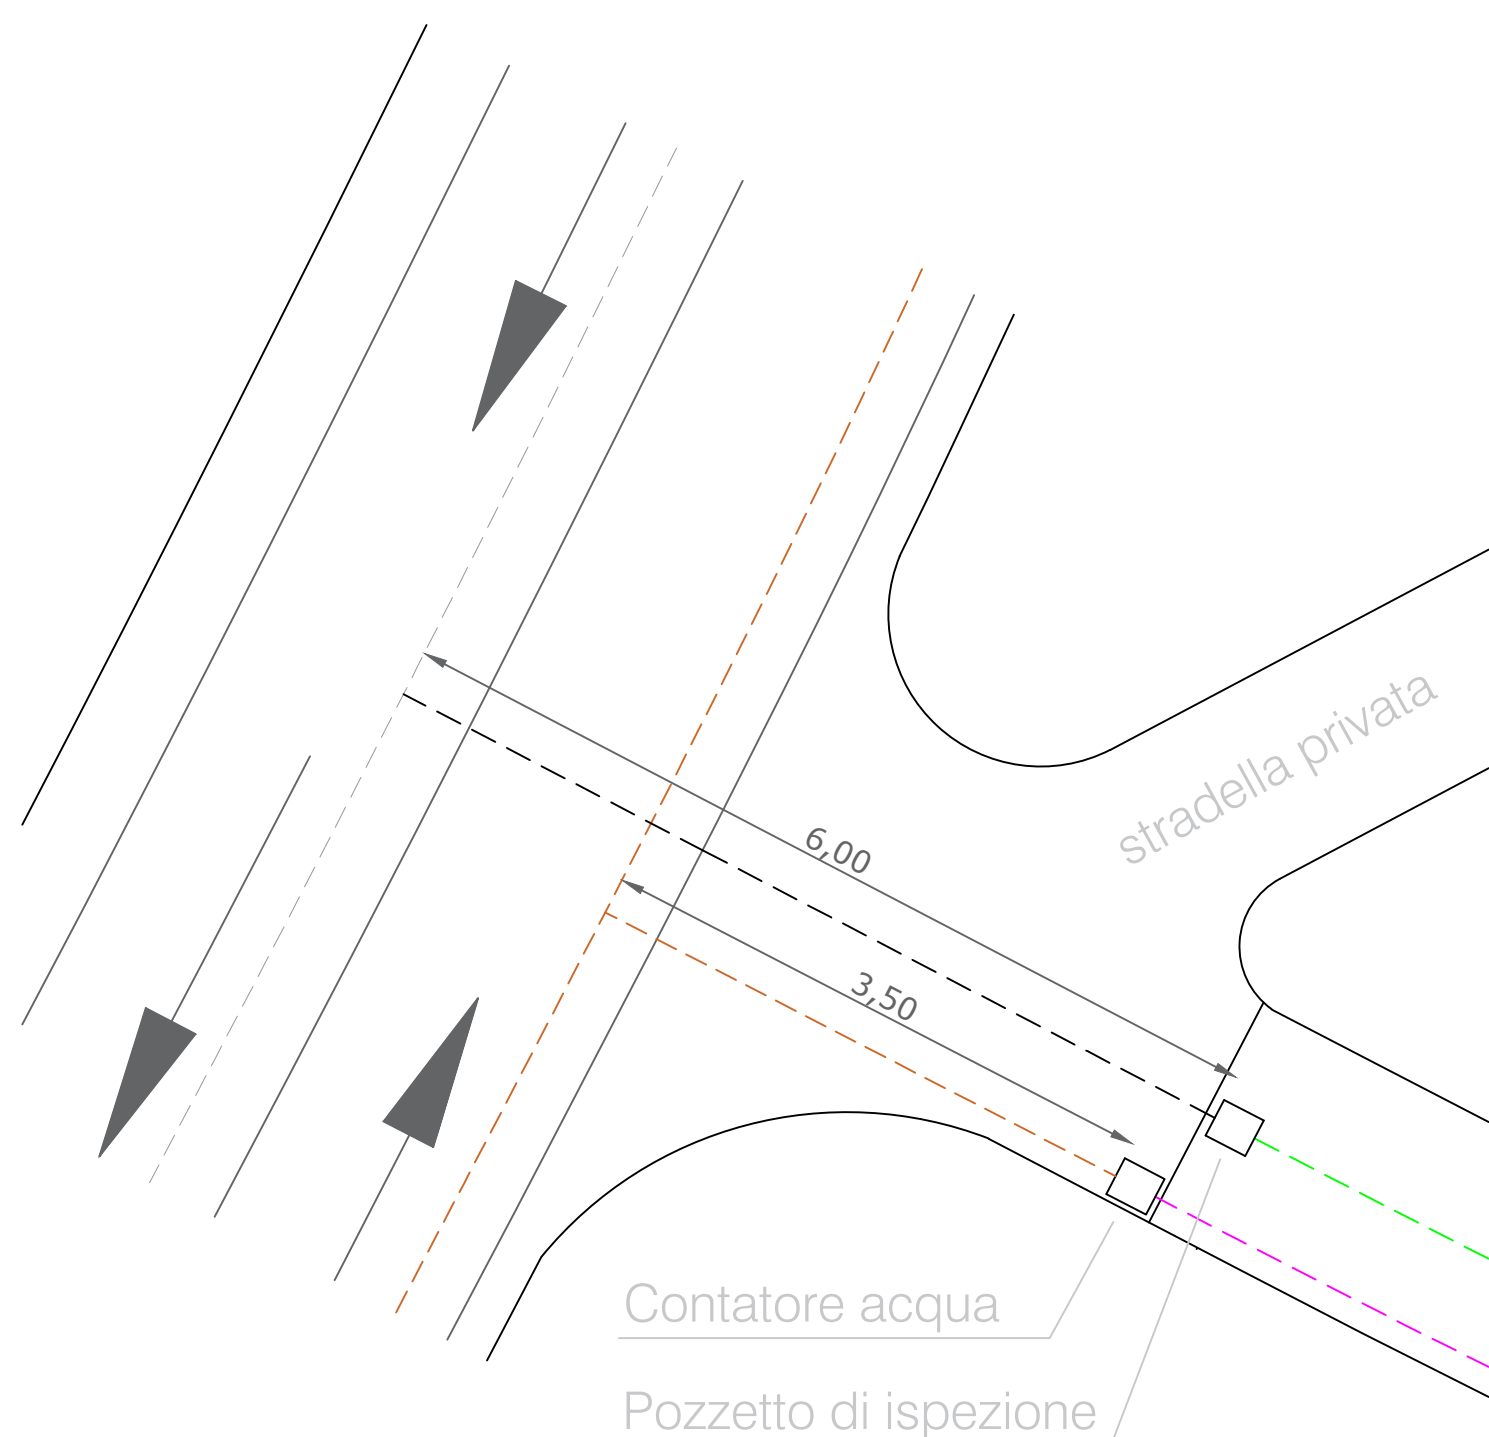 stradella privata
6,00
3,50
Contatore acqua
Pozzetto di ispezione